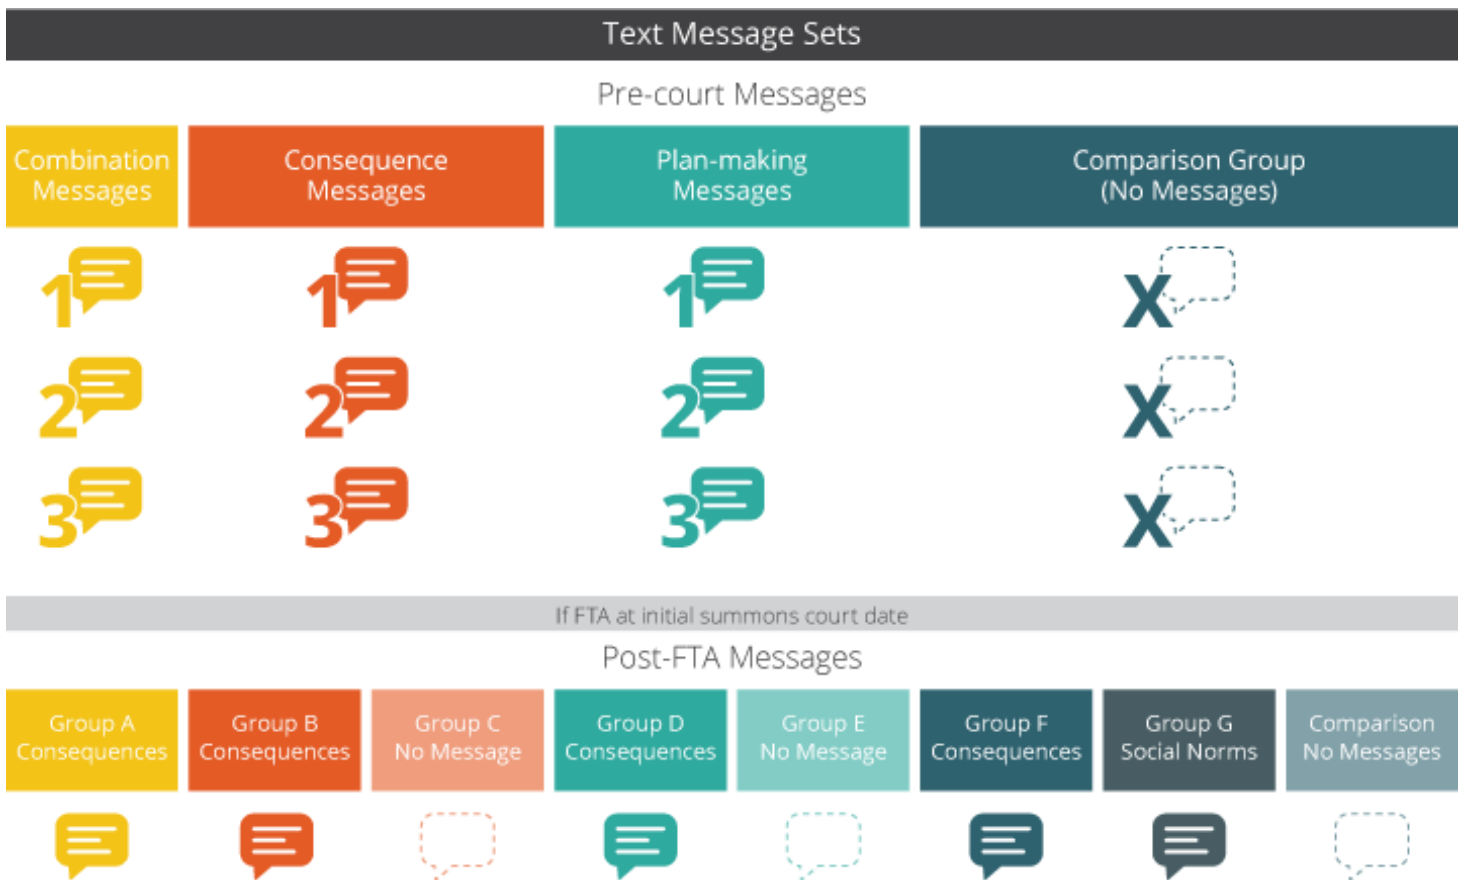 Text Message Sets
Pre-court Messages
Combination
Messages
Consequence
Messages
Plan-making
Messages
Comparison Group
(No Messages)
1
1
1
X
2
2
2
X
3
3
3
X
If FTA at initial summons court date
Post-FTA Messages
Group A
Consequences
Group B
Consequences
Group C
No Message
Group D
Consequences
Group E
No Message
Group F
Consequences
Group G
Social Norms
Comparison
No Messages